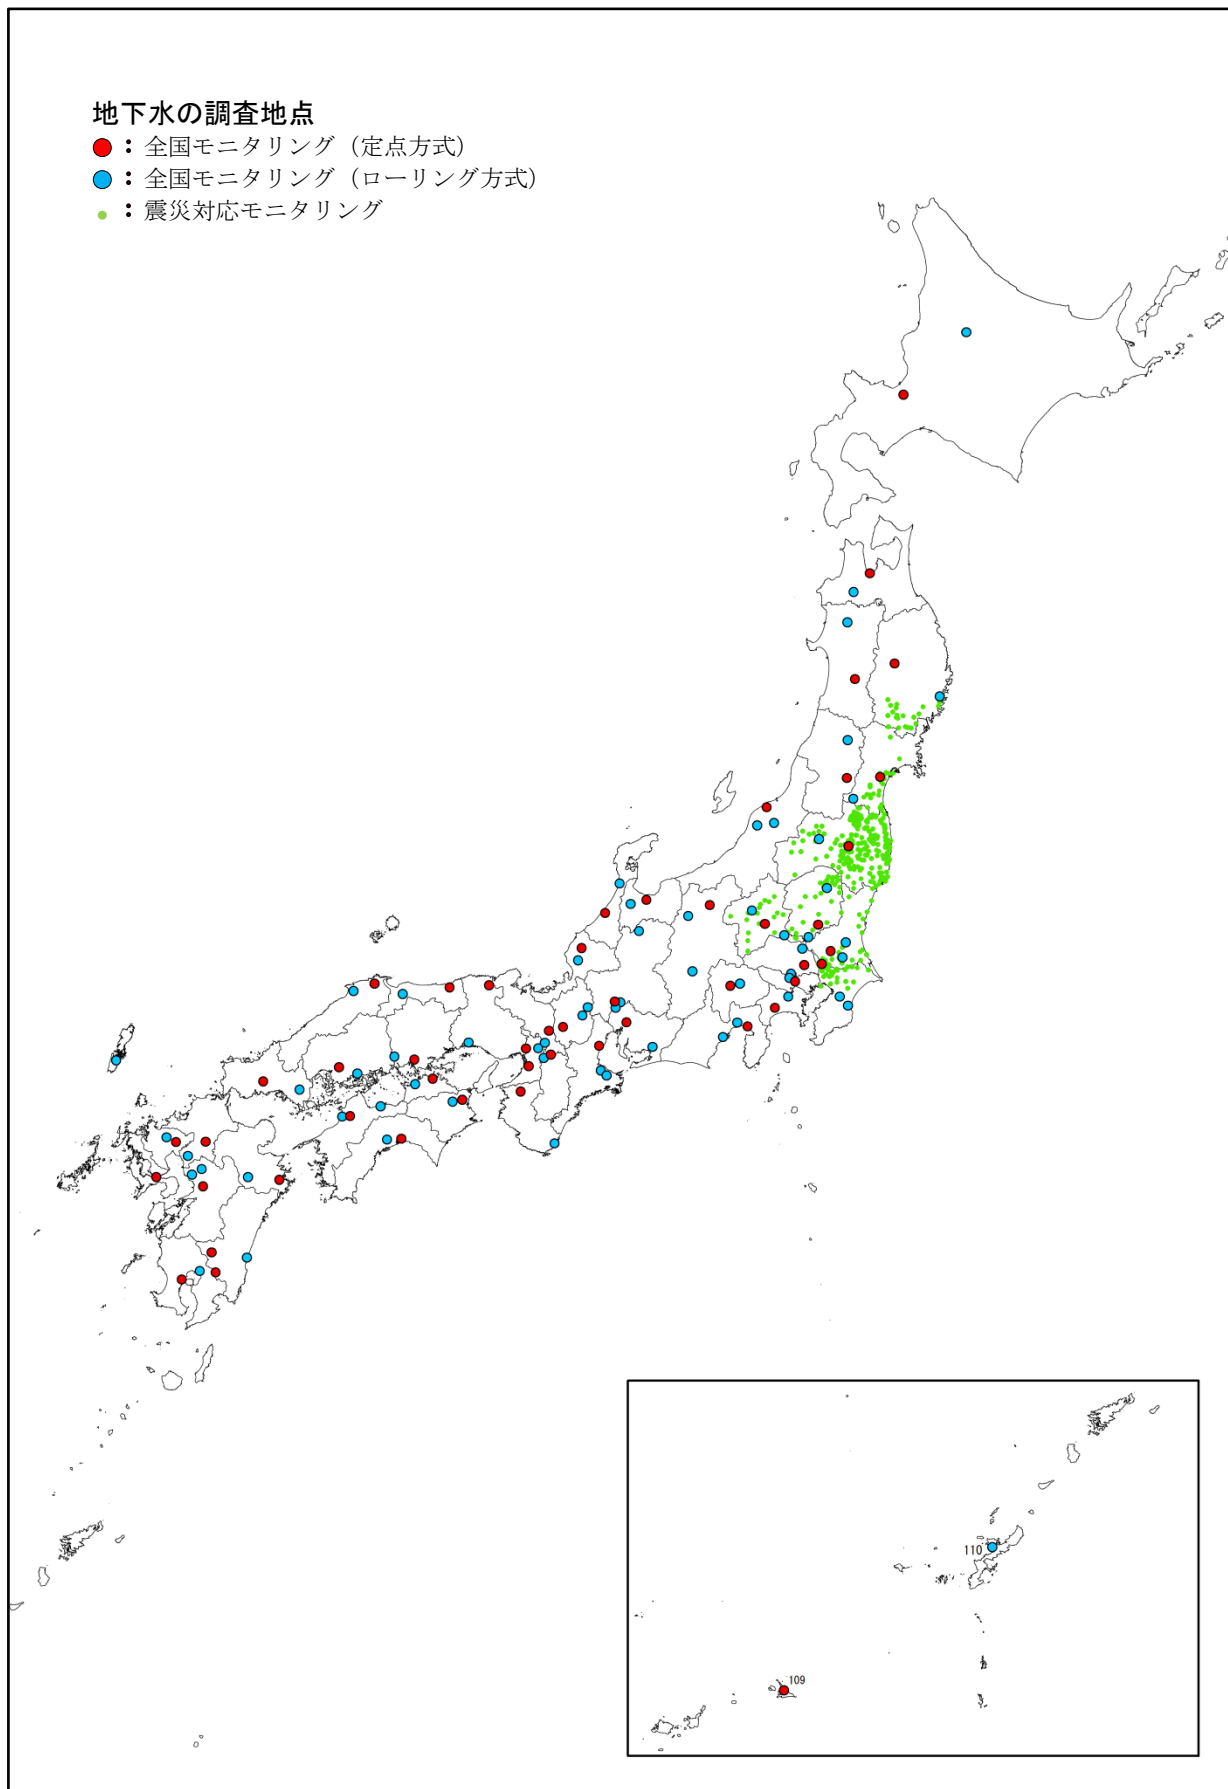 地下水の調査地点
●：全国モニタリング（定点方式）
●：全国モニタリング（ローリング方式）
●：震災対応モニタリング
110
109